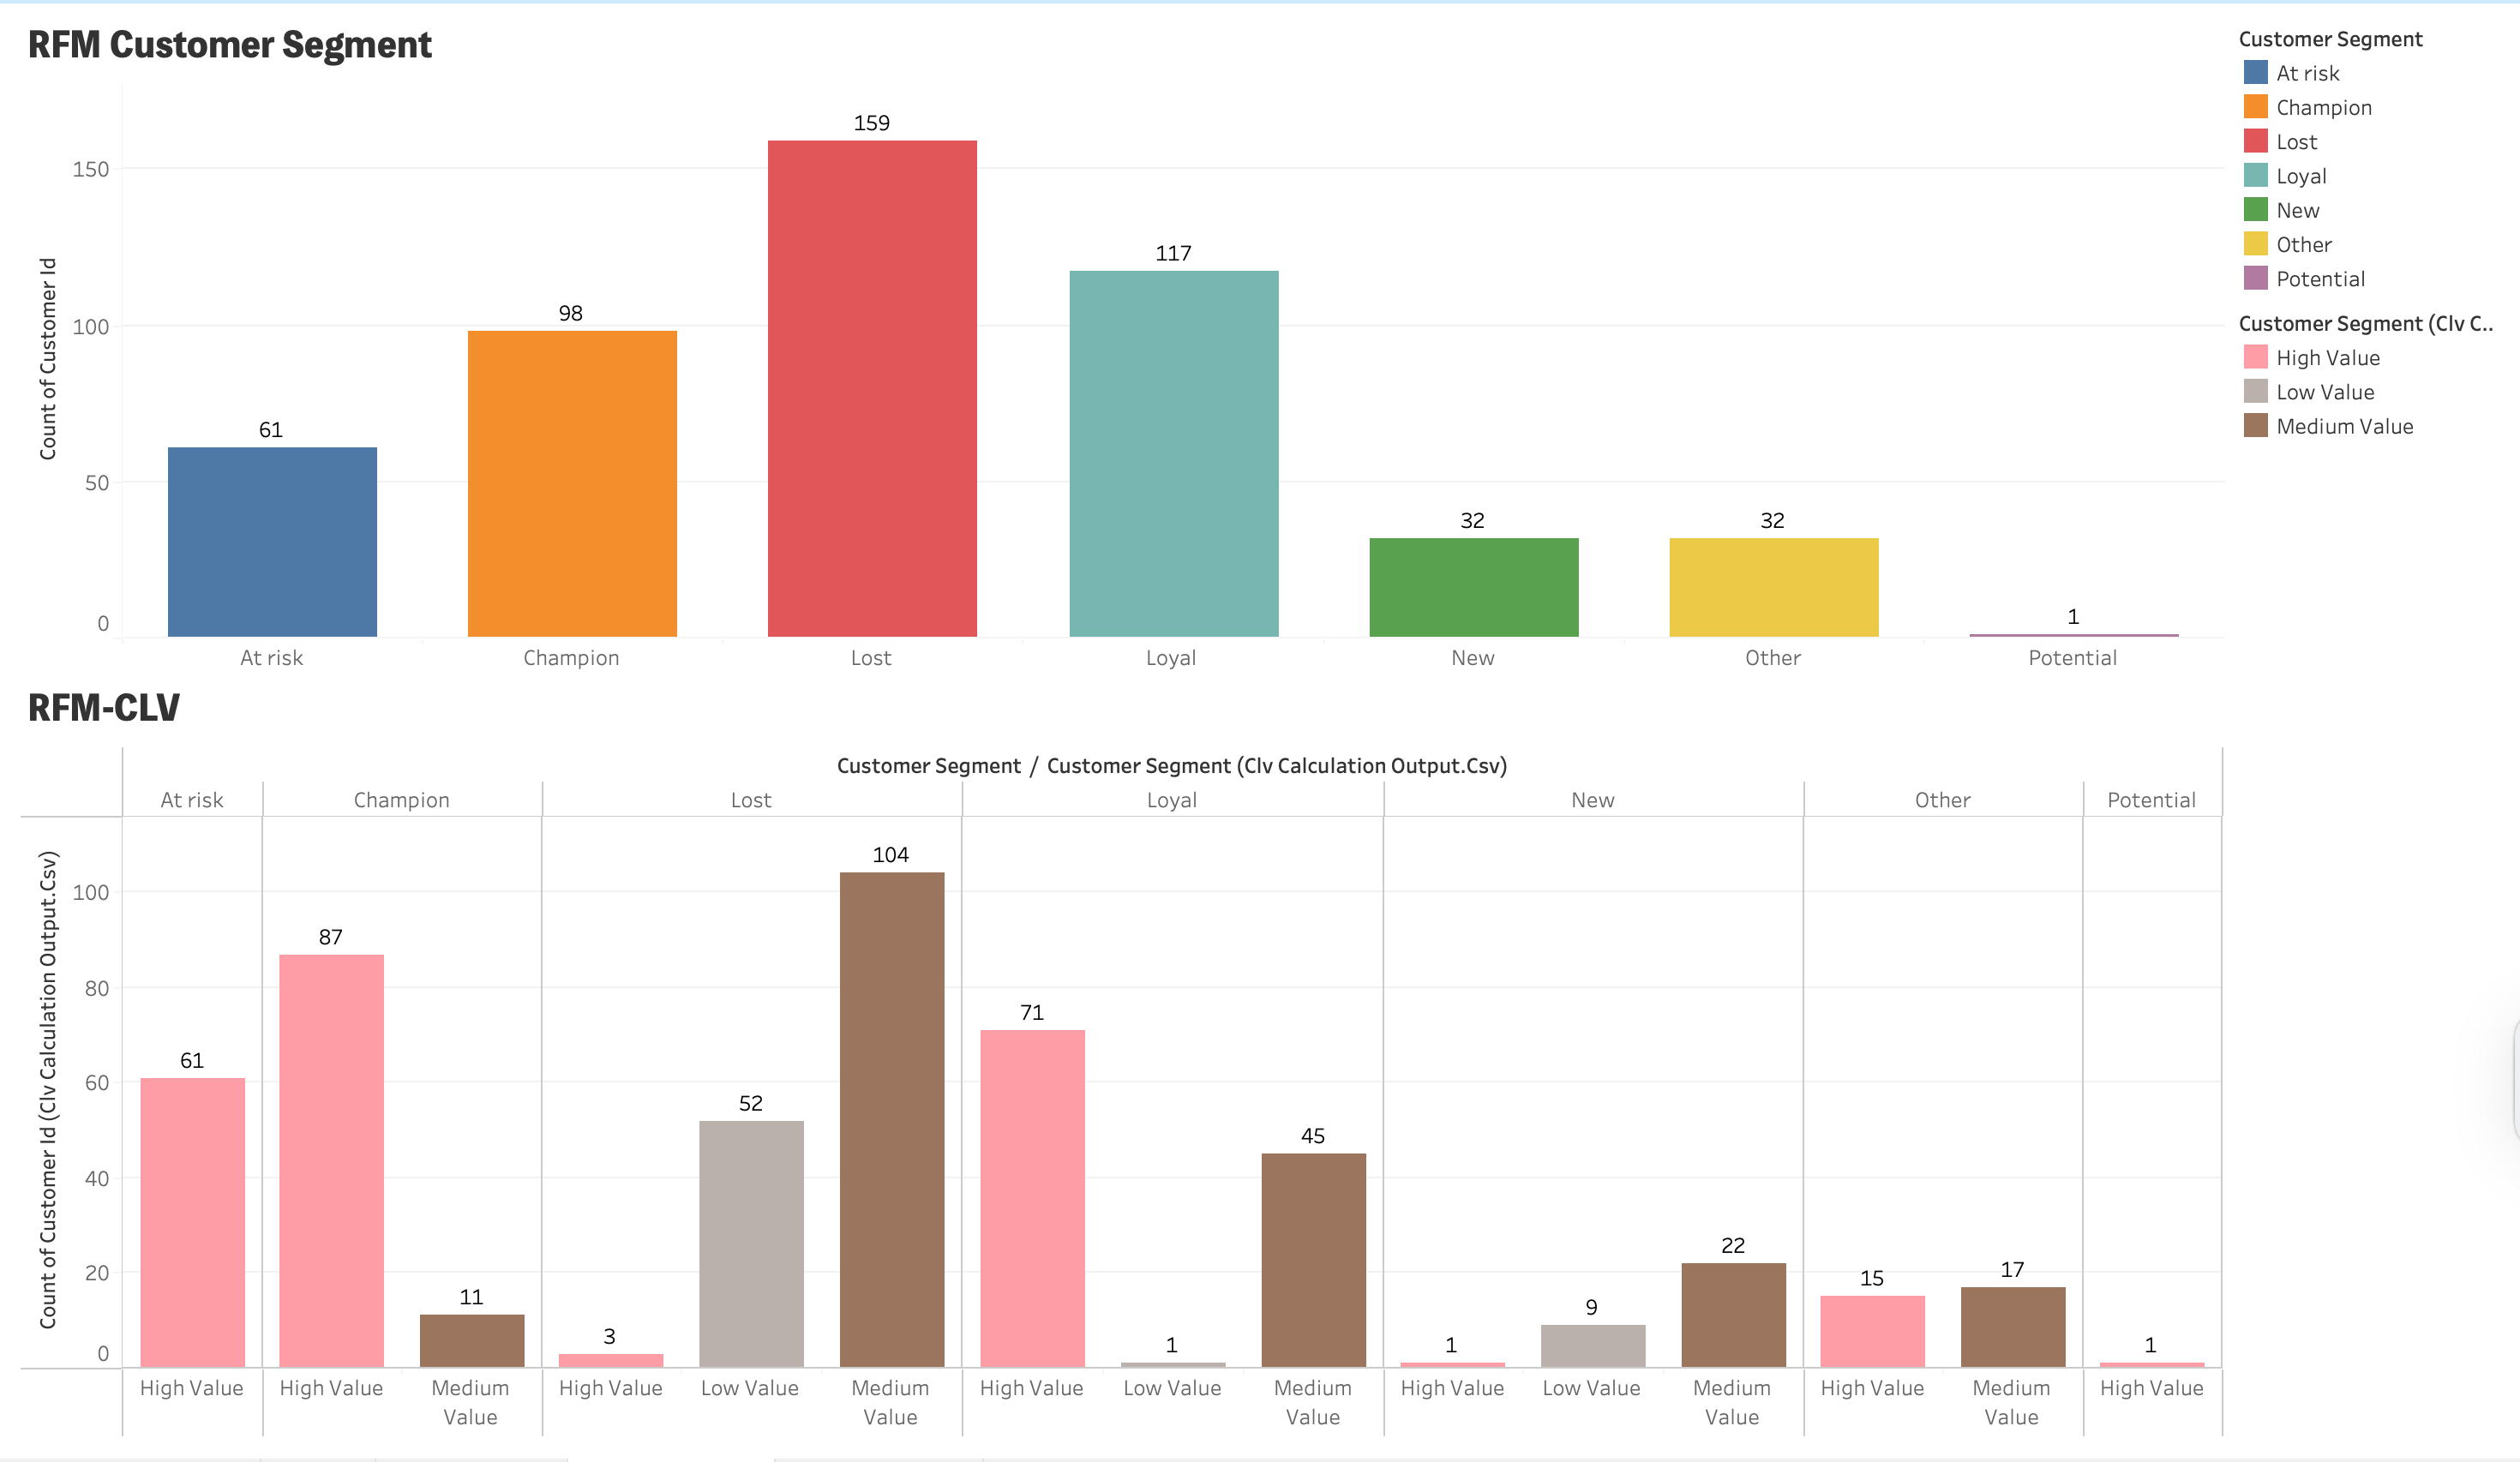 RFM Customer Segment
Count of Customer Id
150
100
50
0
61
98
159
117
32
32
1
At risk
Champion
Lost
Loyal
New
Other
Potential
Customer Segment
At risk
Champion
Lost
Loyal
New
Other
Potential
Customer Segment (Clv C..
High Value
Low Value
Medium Value
RFM-CLV
Customer Segment / Customer Segment (Clv Calculation Output.Csv)
At risk
Champion
Lost
Loyal
New
Other
Potential
Count of Customer Id (Clv Calculation Output.Csv)
100
80
60
40
20
0
61
87
11
3
52
104
71
1
45
1
9
22
15
17
1
High Value
High Value
Medium
Value
High Value
Low Value
Medium
Value
High Value
Low Value
Medium
Value
High Value
Low Value
Medium
Value
High Value
Medium
Value
High Value